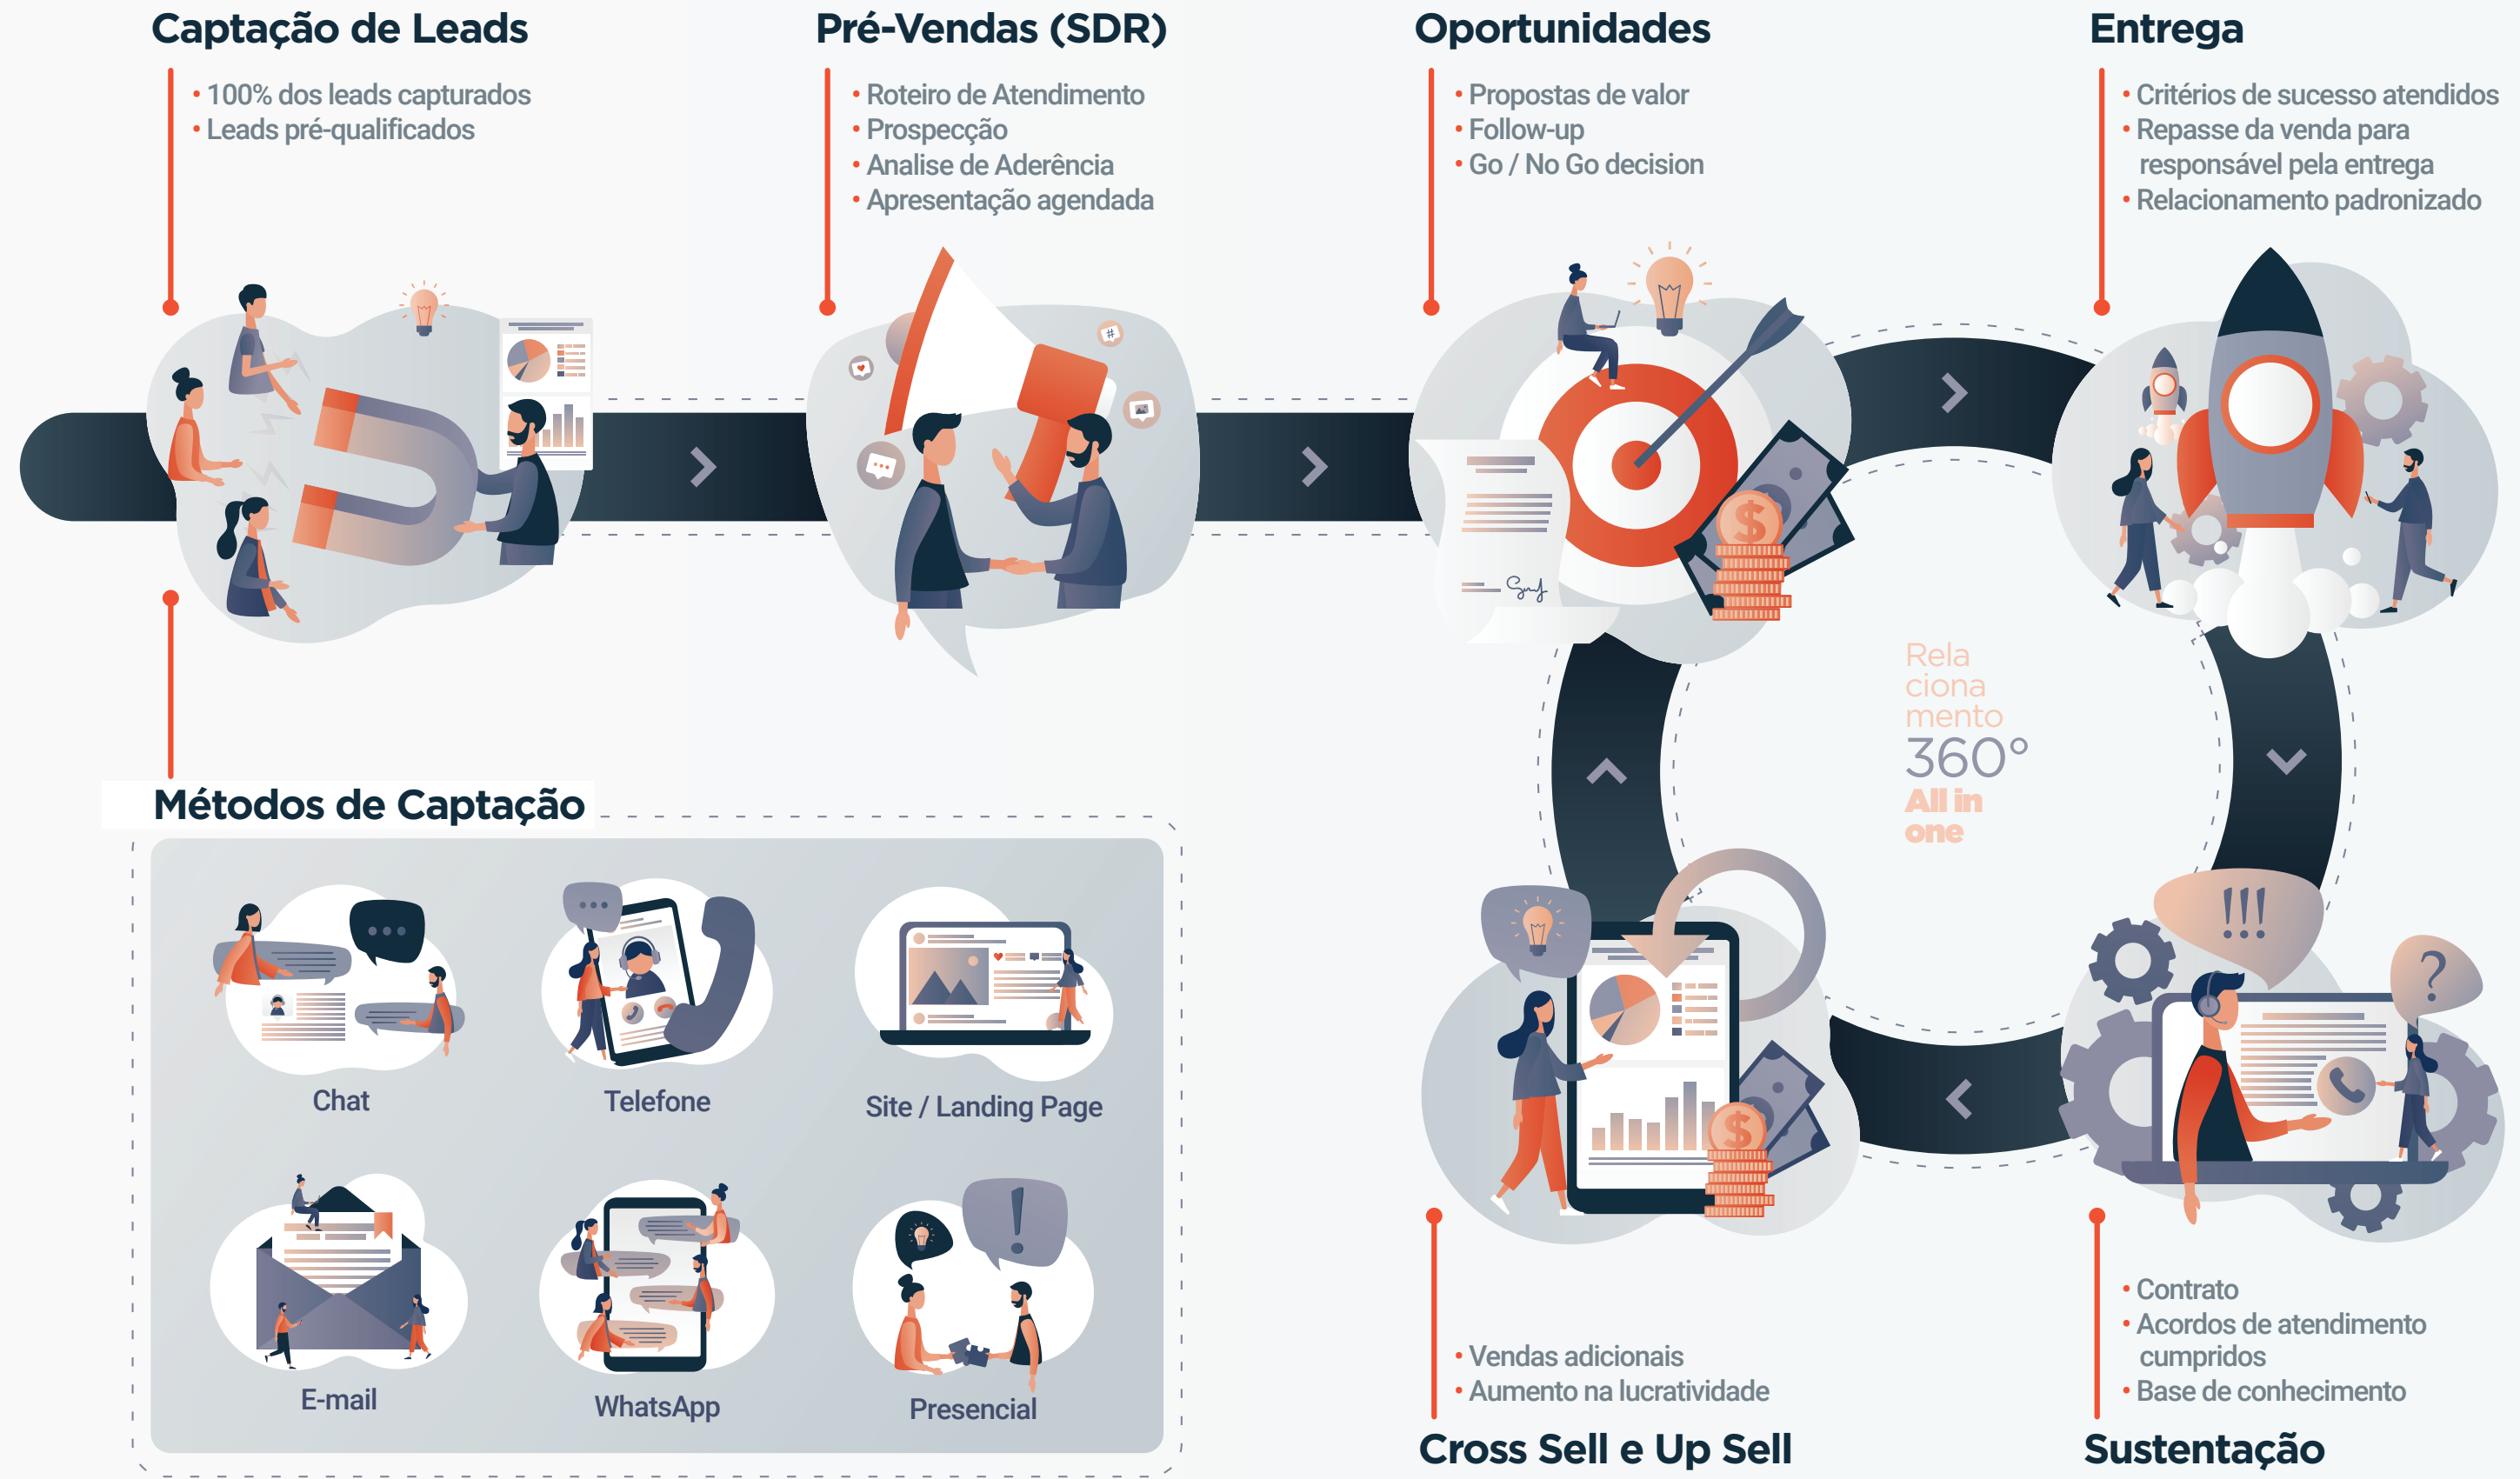 Captação de Leads
• 100% dos leads capturados
• Leads pré-qualificados
Pré-Vendas (SDR)
• Roteiro de Atendimento
• Prospecção
• Analise de Aderência
• Apresentação agendada
Oportunidades
• Propostas de valor
• Follow-up
• Go / No Go decision
Entrega
• Critérios de sucesso atendidos
• Repasse da venda para
responsável pela entrega
• Relacionamento padronizado
#
$
Rela
ciona
mento
360°
All in
one
Métodos de Captação
Chat
Telefone
Site / Landing Page
E-mail
WhatsApp
!
Presencial
$
• Vendas adicionais
• Aumento na lucratividade
Cross Sell e Up Sell
!!!
?
• Contrato
• Acordos de atendimento
cumpridos
• Base de conhecimento
Sustentação